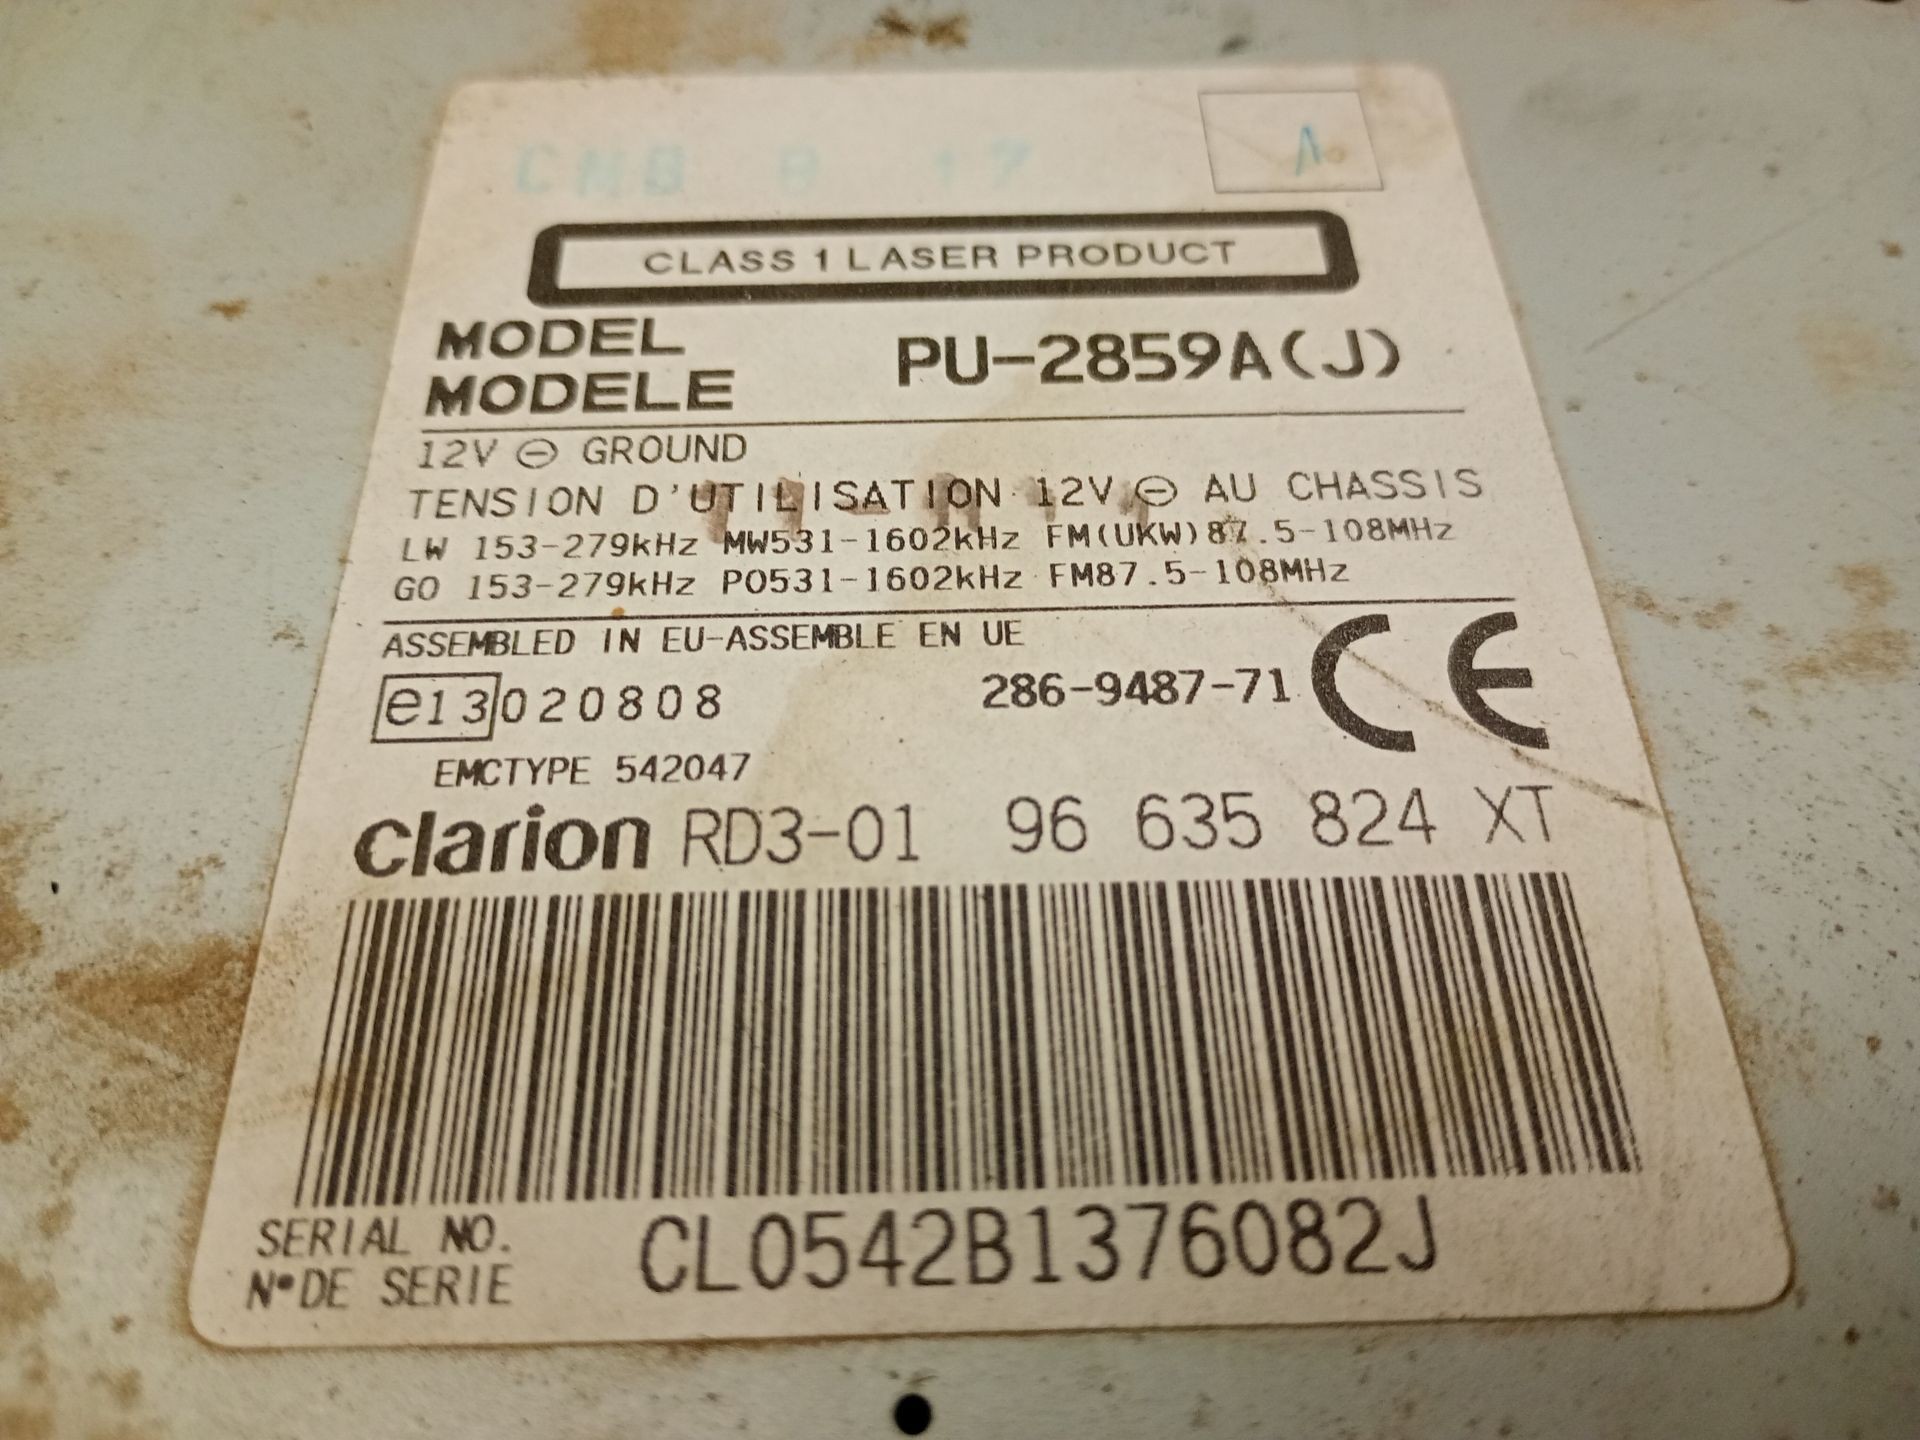 CMB 8 17
A
CLASS 1 LASER PRODUCT
MODEL
MODELE PU-2859A(J)
12V ⊖ GROUND
TENSION D'UTILISATION 12V ⊖ AU CHASSIS
LW 153-279kHz MW531-1602kHz FM(UKW)87.5-108MHz
GO 153-279kHz PO531-1602kHz FM87.5-108MHz
ASSEMBLED IN EU-ASSEMBLE EN UE
e13 020808 286-9487-71 CE
EMCTYPE 542047
clarion RD3-01 96 635 824 XT
SERIAL NO.
N°DE SERIE CL0542B1376082J